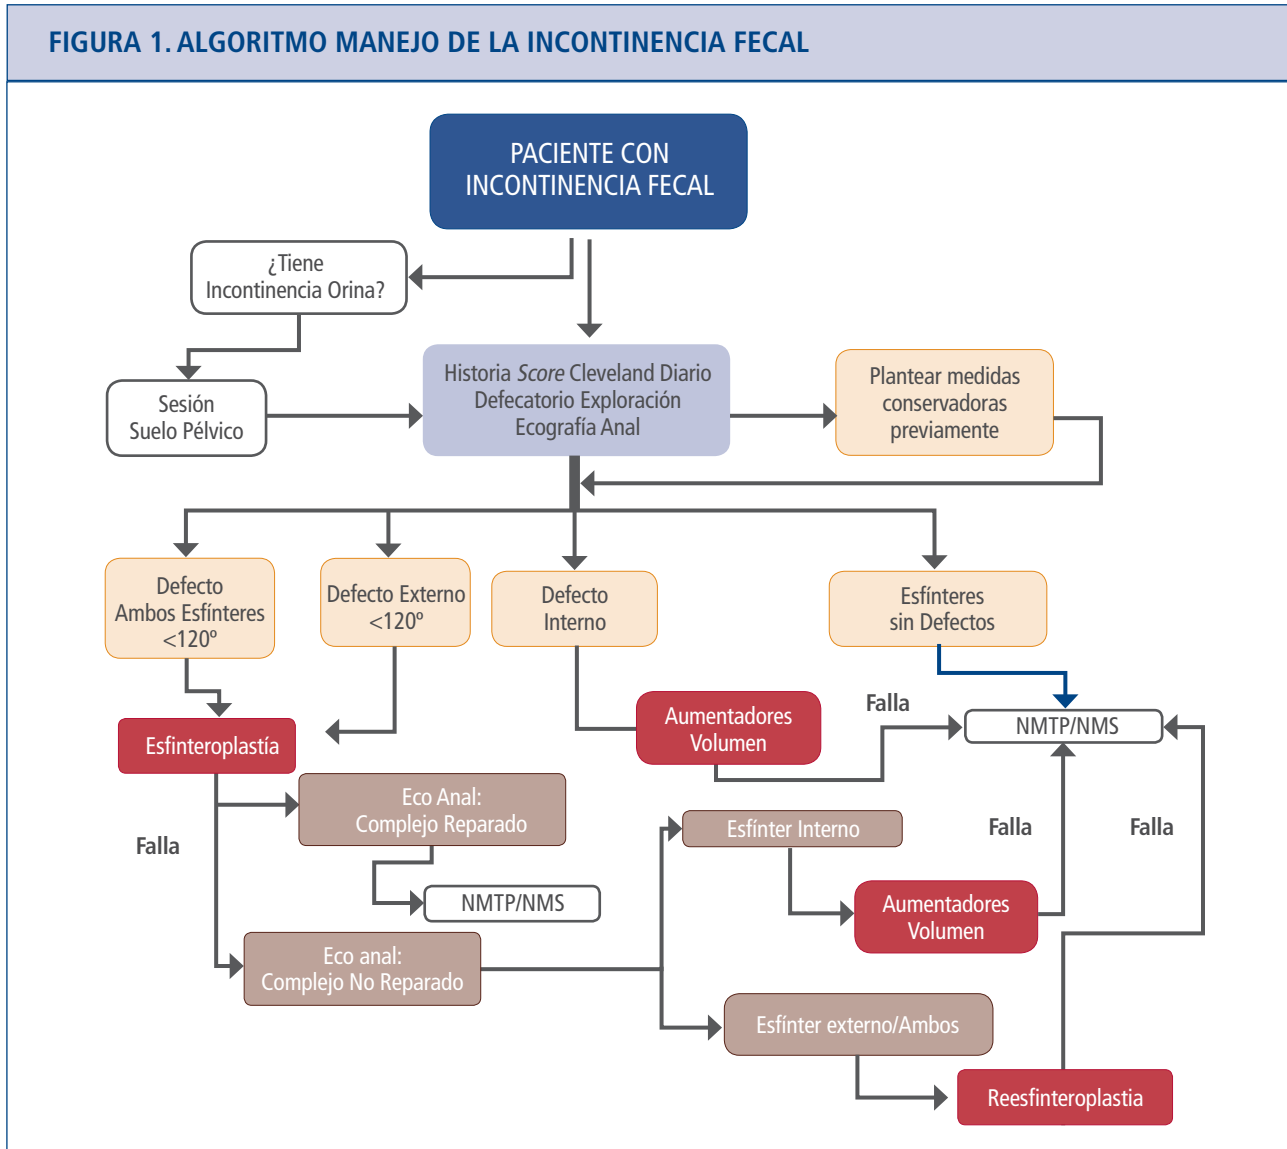 FIGURA 1. ALGORITMO MANEJO DE LA INCONTINENCIA FECAL
PACIENTE CON
INCONTINENCIA FECAL
¿Tiene
Incontinencia Orina?
Sesión
Suelo Pélvico
Historia Score Cleveland Diario
Defecatorio Exploración
Ecografía Anal
Plantear medidas
conservadoras
previamente
Defecto
Ambos Esfínteres
<120º
Defecto Externo
<120º
Defecto
Interno
Esfínteres
sin Defectos
Esfinteroplastía
Aumentadores
Volumen
Falla
NMTP/NMS
Falla
Eco Anal:
Complejo Reparado
NMTP/NMS
Eco anal:
Complejo No Reparado
Esfínter Interno
Aumentadores
Volumen
Falla
Falla
Esfínter externo/Ambos
Reesfinteroplastia